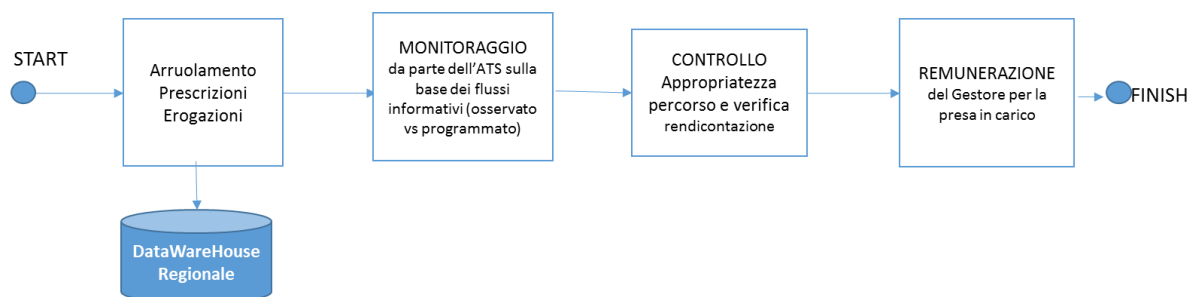 START
Arruolamento
Prescrizioni
Erogazioni
MONITORAGGIO
da parte dell'ATS sulla
base dei flussi
informativi (osservato
vs programmato)
CONTROLLO
Appropriatezza
percorso e verifica
rendicontazione
REMUNERAZIONE
del Gestore per la
presa in carico
FINISH
DataWareHouse
Regionale